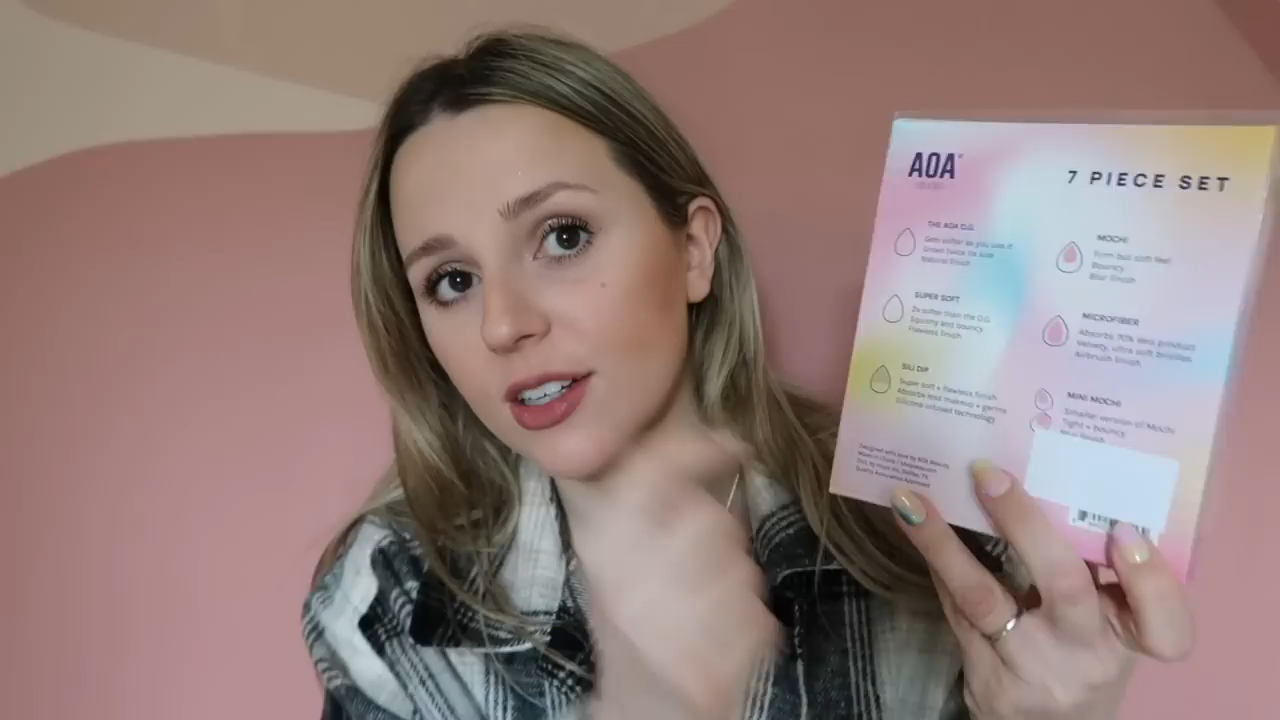 AOA
7 PIECE SET
THE AOA O.G.
Gets softer as you use it
Grows twice its size
Natural finish
SUPER SOFT
2x softer than the O.G.
Squishy and bouncy
Flawless finish
SILI DIP
Super soft + flawless finish
Absorbs less makeup + germs
Silicone infused technology
MOCHI
Firm but soft feel
Bouncy
Blur finish
MICROFIBER
Absorbs 70% less product
Velvety, ultra soft bristles
Airbrush finish
MINI MOCHI
Smaller version of Mochi
Tight + bouncy
Designed with love by AOA Beauty
Made in China /
Quality Assurance Approved